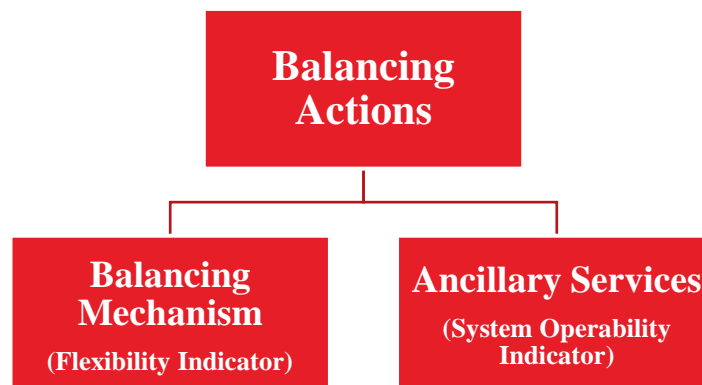 Balancing
Actions
Balancing
Mechanism
(Flexibility Indicator)
Ancillary Services
(System Operability
Indicator)